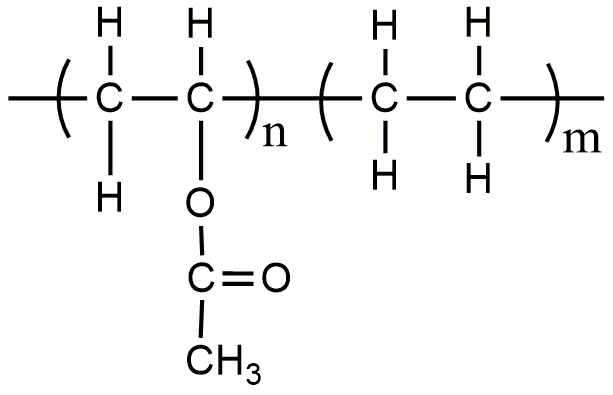 H H H H
C C C C
n m
H H H
O
C=O
CH₃